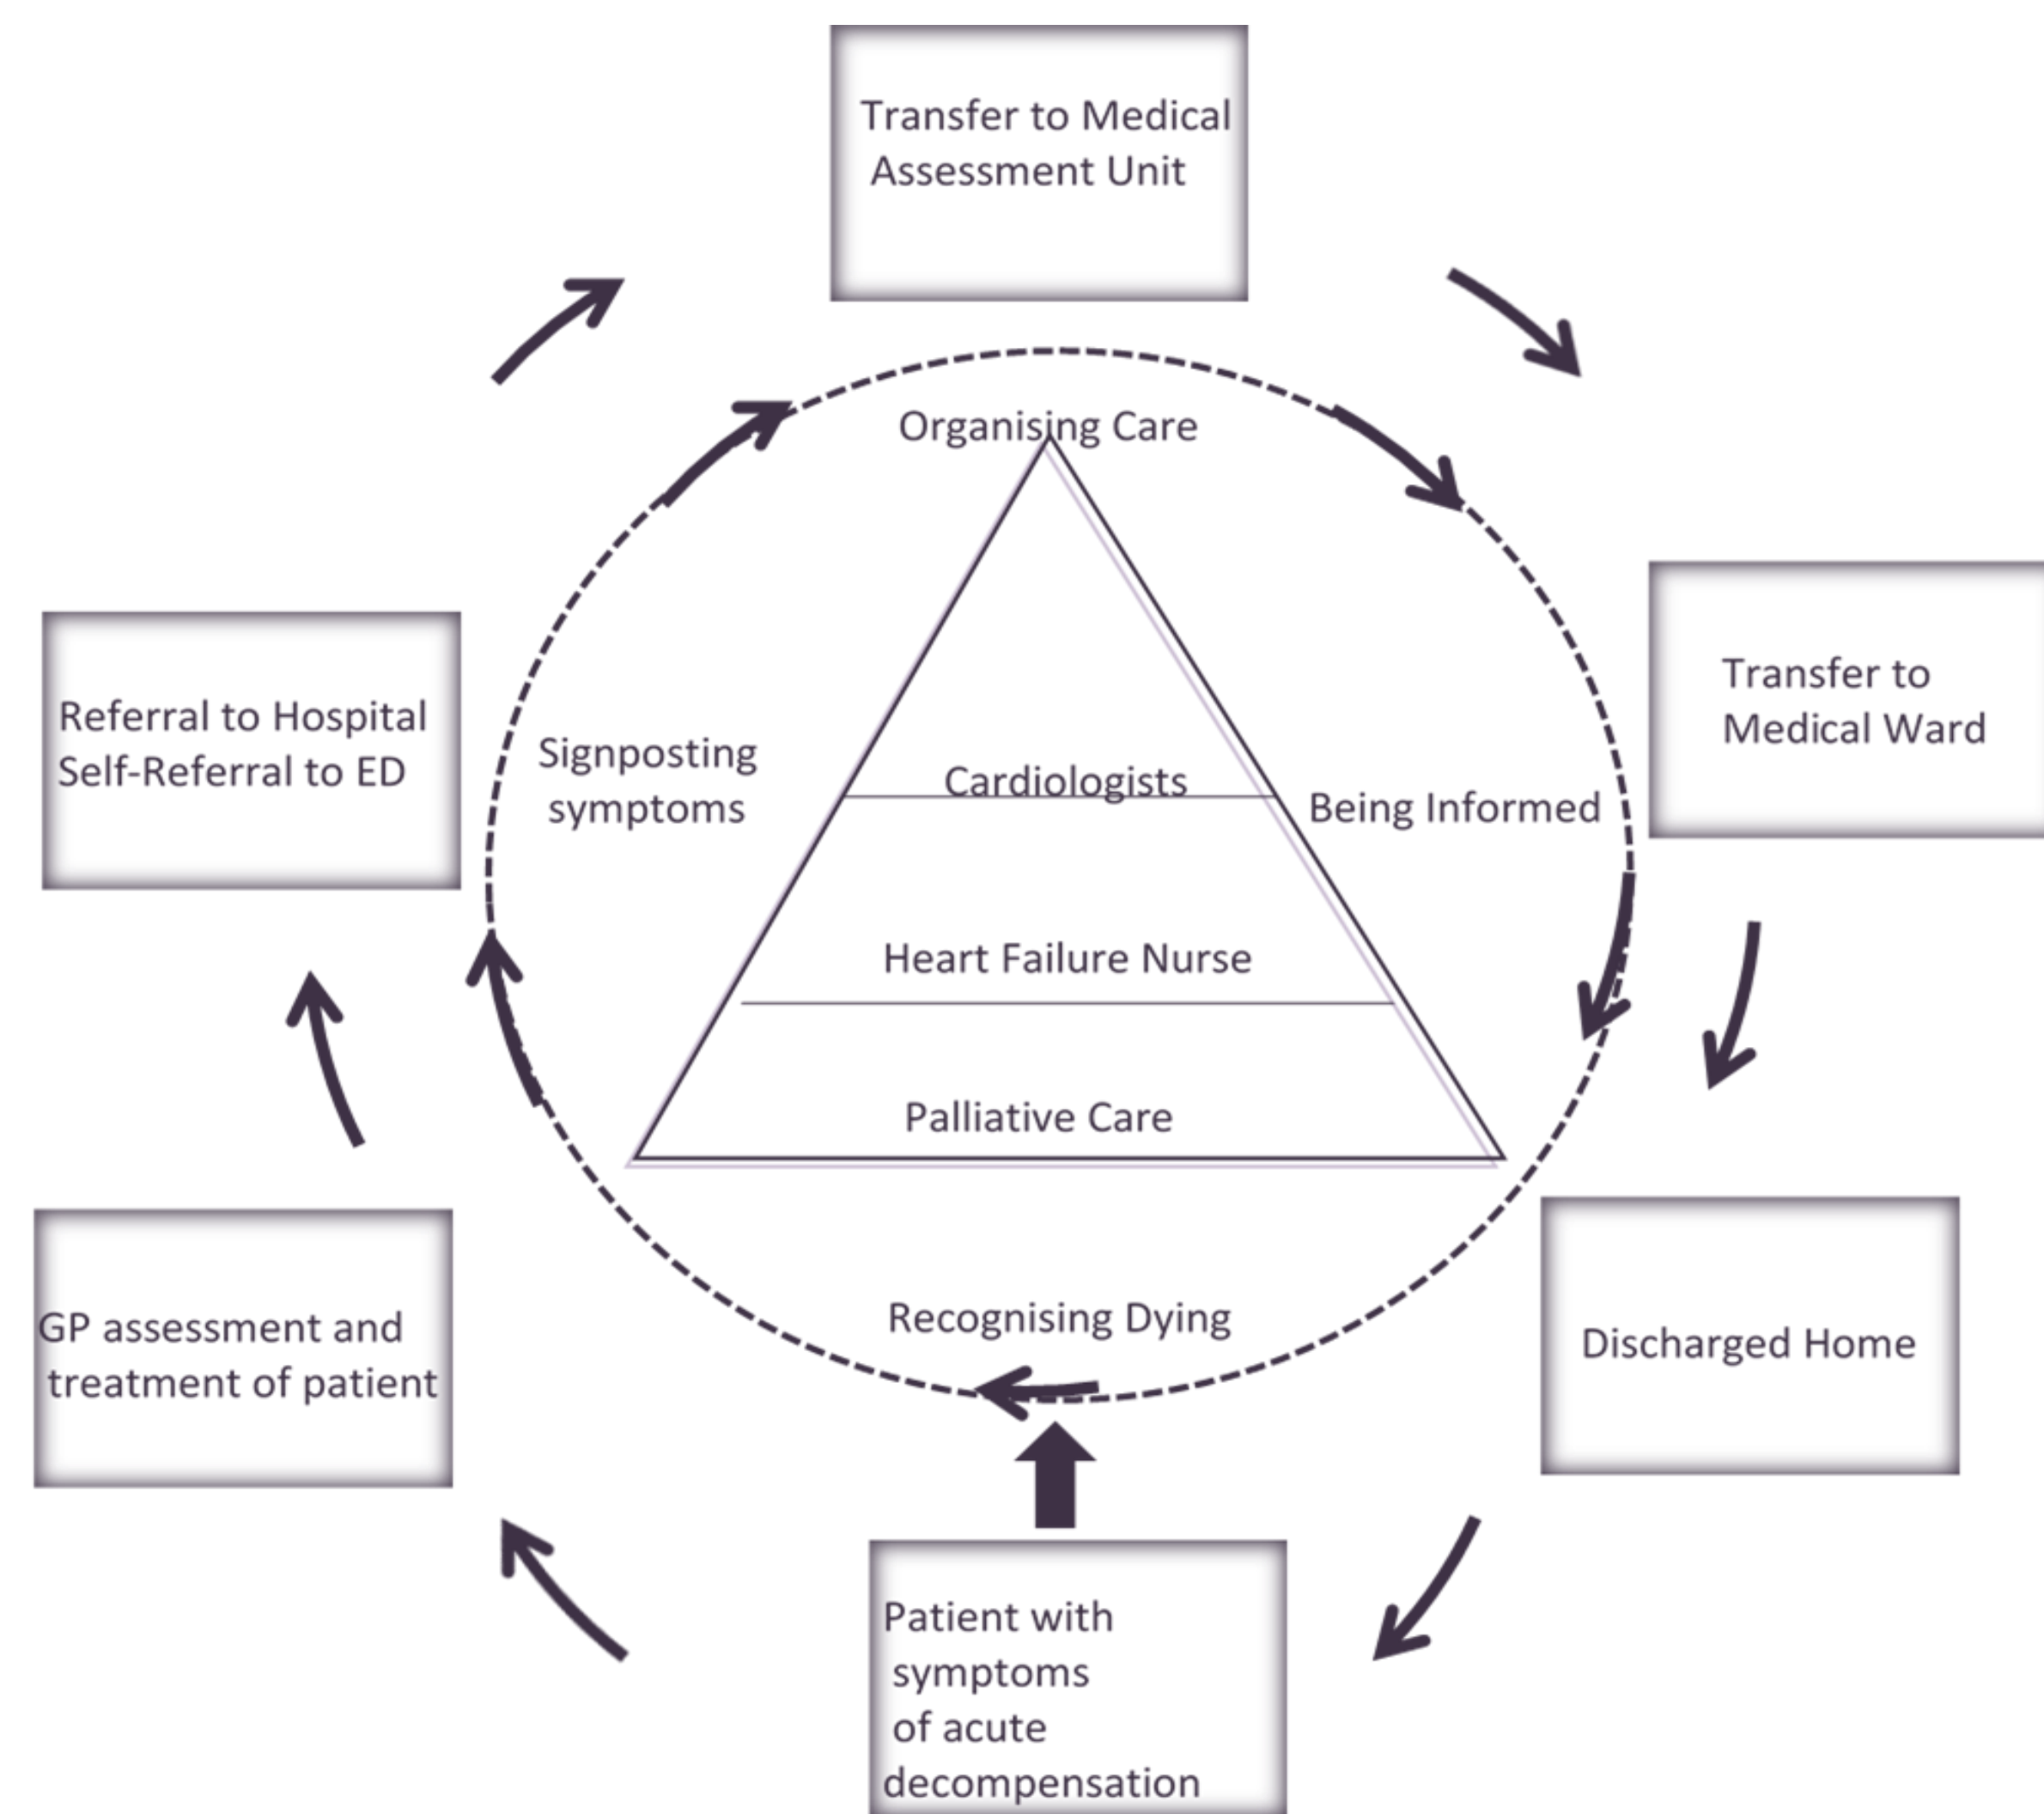 Transfer to Medical
Assessment Unit
Organising Care
Transfer to
Medical Ward
Referral to Hospital
Self-Referral to ED
Signposting
symptoms
Cardiologists
Being Informed
Heart Failure Nurse
Palliative Care
Recognising Dying
GP assessment and
treatment of patient
Discharged Home
Patient with
symptoms
of acute
decompensation